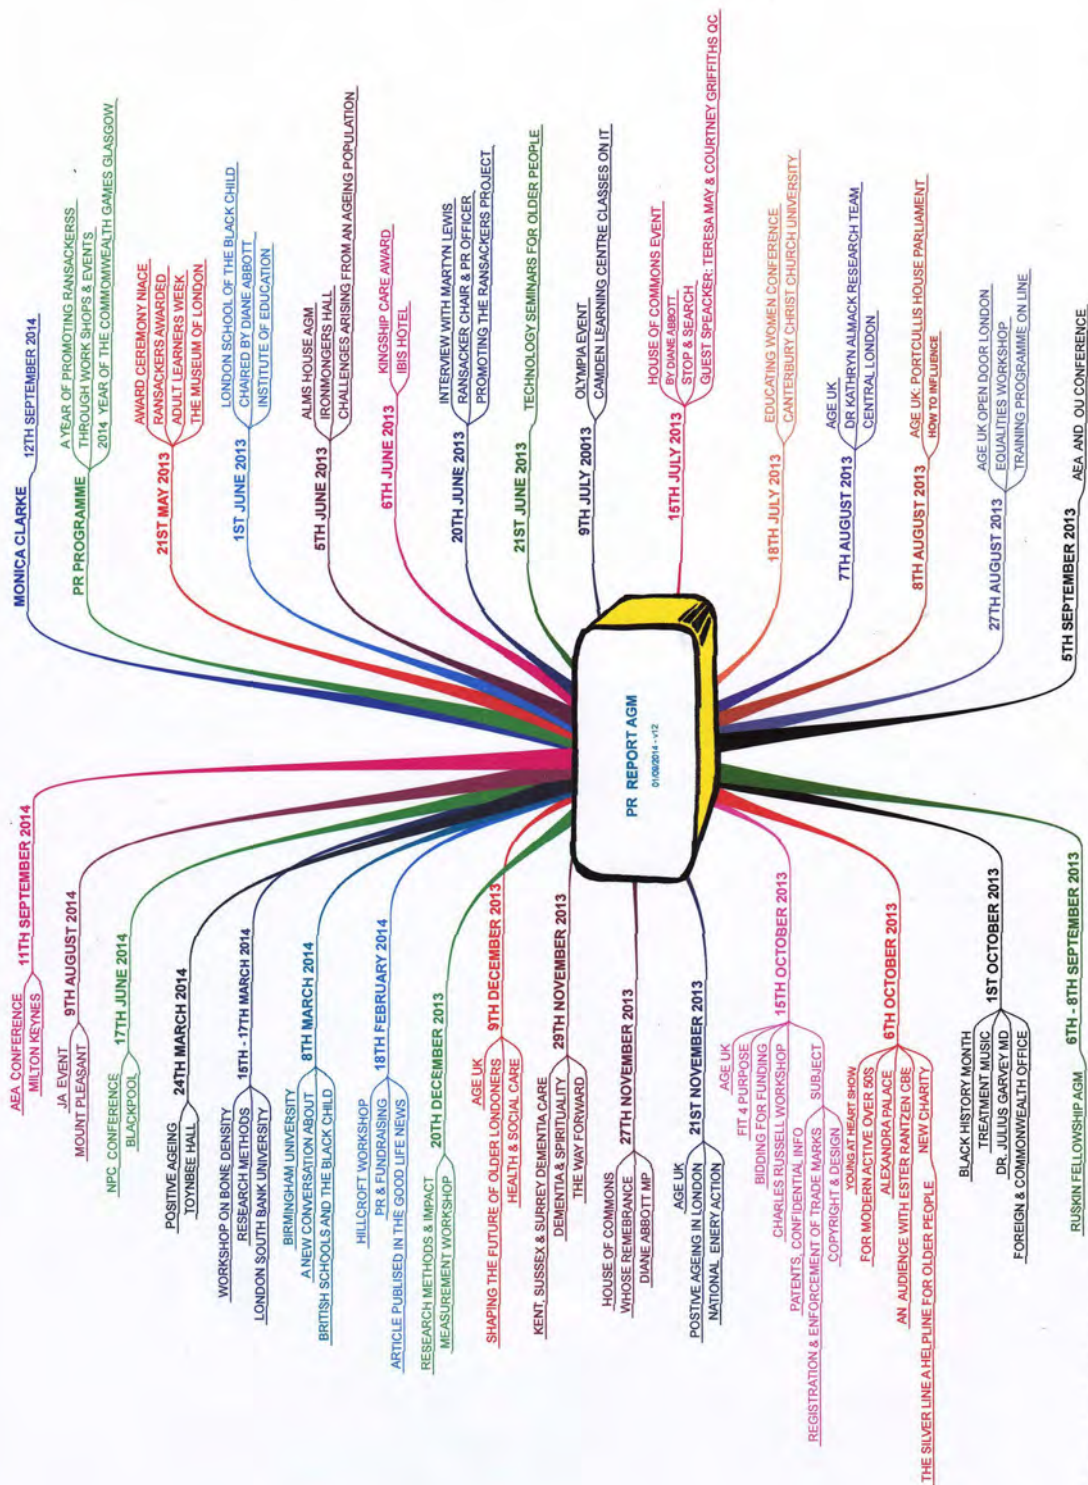 PR REPORT AGM
01/09/2014 - v12
MONICA CLARKE
12TH SEPTEMBER 2014
PR PROGRAMME
A YEAR OF PROMOTING RANSACKERSS
THROUGH WORK SHOPS & EVENTS
2014 YEAR OF THE COMMONWEALTH GAMES GLASGOW
21ST MAY 2013
AWARD CEREMONY NIACE
RANSACKERS AWARDED
ADULT LEARNERS WEEK
THE MUSEUM OF LONDON
1ST JUNE 2013
LONDON SCHOOL OF THE BLACK CHILD
CHAIRED BY DIANE ABBOTT
INSTITUTE OF EDUCATION
5TH JUNE 2013
ALMS HOUSE AGM
IRONMONGERS HALL
CHALLENGES ARISING FROM AN AGEING POPULATION
6TH JUNE 2013
KINGSHIP CARE AWARD
IBIS HOTEL
20TH JUNE 2013
INTERVIEW WITH MARTYN LEWIS
RANSACKER CHAIR & PR OFFICER
PROMOTING THE RANSACKERS PROJECT
21ST JUNE 2013
TECHNOLOGY SEMINARS FOR OLDER PEOPLE
9TH JULY 20013
OLYMPIA EVENT
CAMDEN LEARNING CENTRE CLASSES ON IT
15TH JULY 2013
HOUSE OF COMMONS EVENT
BY DIANE ABBOTT
STOP & SEARCH
GUEST SPEACKER: TERESA MAY & COURTNEY GRIFFITHS QC
18TH JULY 2013
EDUCATING WOMEN CONFERENCE
CANTERBURY CHRIST CHURCH UNIVERSITY
7TH AUGUST 2013
AGE UK
DR KATHRYN ALMACK RESEARCH TEAM
CENTRAL LONDON
8TH AUGUST 2013
AGE UK: PORTCULLIS HOUSE PARLIAMENT
HOW TO INFLUENCE
27TH AUGUST 2013
AGE UK OPEN DOOR LONDON
EQUALITIES WORKSHOP
TRAINING PROGRAMME ON LINE
5TH SEPTEMBER 2013
AEA AND OU CONFERENCE
6TH - 8TH SEPTEMBER 2013
RUSKIN FELLOWSHIP AGM
1ST OCTOBER 2013
BLACK HISTORY MONTH
TREATMENT MUSIC
DR. JULIUS GARVEY MD
FOREIGN & COMMONWEALTH OFFICE
6TH OCTOBER 2013
YOUNG AT HEART SHOW
FOR MODERN ACTIVE OVER 50S
ALEXANDRA PALACE
AN AUDIENCE WITH ESTER RANTZEN CBE
NEW CHARITY
THE SILVER LINE A HELPLINE FOR OLDER PEOPLE
15TH OCTOBER 2013
AGE UK
FIT 4 PURPOSE
BIDDING FOR FUNDING
CHARLES RUSSELL WORKSHOP
SUBJECT
PATENTS, CONFIDENTIAL INFO
REGISTRATION & ENFORCEMENT OF TRADE MARKS
COPYRIGHT & DESIGN
21ST NOVEMBER 2013
AGE UK
POSTIVE AGEING IN LONDON
NATIONAL ENERY ACTION
27TH NOVEMBER 2013
HOUSE OF COMMONS
WHOSE REMEBRANCE
DIANE ABBOTT MP
29TH NOVEMBER 2013
KENT, SUSSEX & SURREY DEMENTIA CARE
DEMENTIA & SPIRITUALITY
THE WAY FORWARD
9TH DECEMBER 2013
AGE UK
SHAPING THE FUTURE OF OLDER LONDONERS
HEALTH & SOCIAL CARE
20TH DECEMBER 2013
RESEARCH METHODS & IMPACT
MEASUREMENT WORKSHOP
18TH FEBRUARY 2014
HILLCROFT WORKSHOP
PR & FUNDRAISING
ARTICLE PUBLISED IN THE GOOD LIFE NEWS
8TH MARCH 2014
BIRMINGHAM UNIVERSITY
A NEW CONVERSATION ABOUT
BRITISH SCHOOLS AND THE BLACK CHILD
15TH - 17TH MARCH 2014
WORKSHOP ON BONE DENSITY
RESEARCH METHODS
LONDON SOUTH BANK UNIVERSITY
24TH MARCH 2014
POSITIVE AGEING
TOYNBEE HALL
17TH JUNE 2014
NPC CONFERENCE
BLACKPOOL
9TH AUGUST 2014
JA EVENT
MOUNT PLEASANT
11TH SEPTEMBER 2014
AEA CONFERENCE
MILTON KEYNES